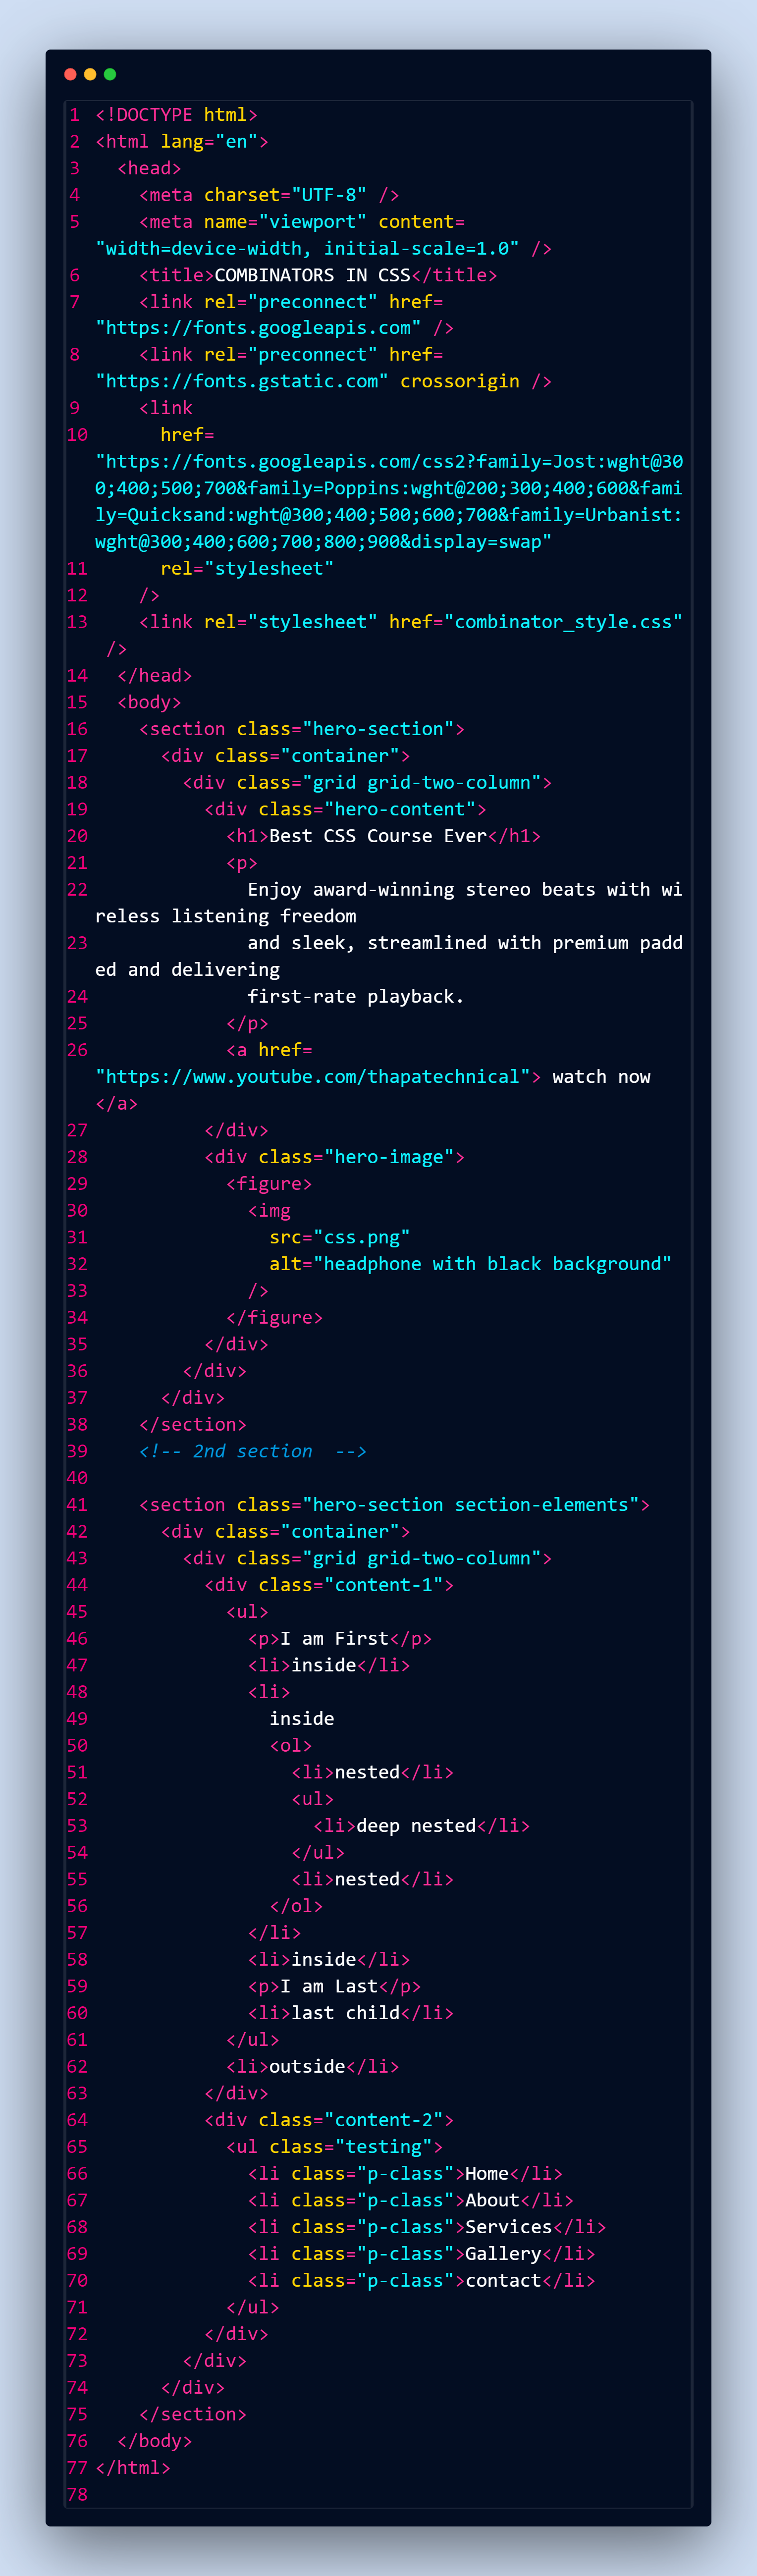 1 <!DOCTYPE html>
2 <html lang="en">
3   <head>
4     <meta charset="UTF-8" />
5     <meta name="viewport" content=
"width=device-width, initial-scale=1.0" />
6     <title>COMBINATORS IN CSS</title>
7     <link rel="preconnect" href=
"https://fonts.googleapis.com" />
8     <link rel="preconnect" href=
"https://fonts.gstatic.com" crossorigin />
9     <link
10       href=
"https://fonts.googleapis.com/css2?family=Jost:wght@30
0;400;500;700&family=Poppins:wght@200;300;400;600&fami
ly=Quicksand:wght@300;400;500;600;700&family=Urbanist:
wght@300;400;600;700;800;900&display=swap"
11       rel="stylesheet"
12     />
13     <link rel="stylesheet" href="combinator_style.css"
 />
14   </head>
15   <body>
16     <section class="hero-section">
17       <div class="container">
18         <div class="grid grid-two-column">
19           <div class="hero-content">
20             <h1>Best CSS Course Ever</h1>
21             <p>
22               Enjoy award-winning stereo beats with wi
reless listening freedom
23               and sleek, streamlined with premium padd
ed and delivering
24               first-rate playback.
25             </p>
26             <a href=
"https://www.youtube.com/thapatechnical"> watch now
</a>
27           </div>
28           <div class="hero-image">
29             <figure>
30               <img
31                 src="css.png"
32                 alt="headphone with black background"
33               />
34             </figure>
35           </div>
36         </div>
37       </div>
38     </section>
39     <!-- 2nd section  -->
40
41     <section class="hero-section section-elements">
42       <div class="container">
43         <div class="grid grid-two-column">
44           <div class="content-1">
45             <ul>
46               <p>I am First</p>
47               <li>inside</li>
48               <li>
49                 inside
50                 <ol>
51                   <li>nested</li>
52                   <ul>
53                     <li>deep nested</li>
54                   </ul>
55                   <li>nested</li>
56                 </ol>
57               </li>
58               <li>inside</li>
59               <p>I am Last</p>
60               <li>last child</li>
61             </ul>
62             <li>outside</li>
63           </div>
64           <div class="content-2">
65             <ul class="testing">
66               <li class="p-class">Home</li>
67               <li class="p-class">About</li>
68               <li class="p-class">Services</li>
69               <li class="p-class">Gallery</li>
70               <li class="p-class">contact</li>
71             </ul>
72           </div>
73         </div>
74       </div>
75     </section>
76   </body>
77 </html>
78